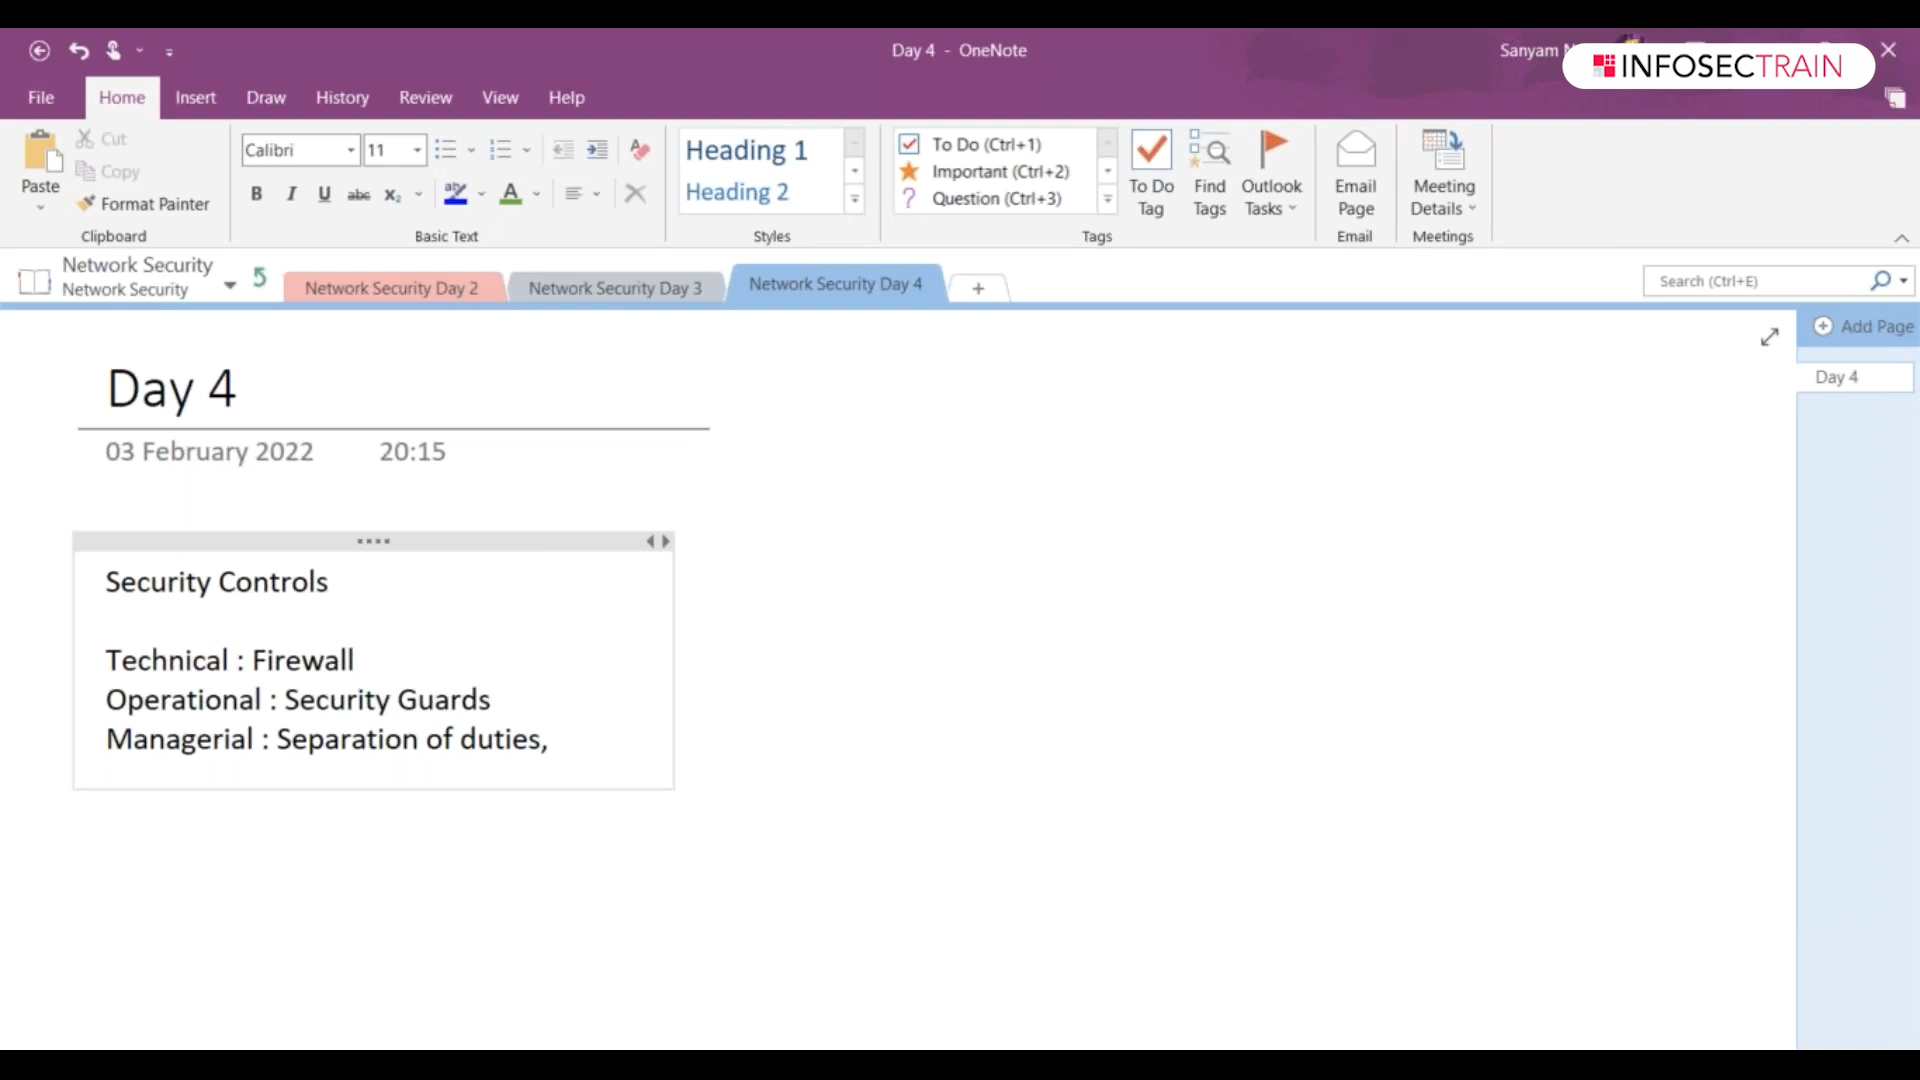 Day 4 - OneNote
Sanyam
INFOSECTRAIN
File Home Insert Draw History Review View Help
Paste
Cut
Copy
Format Painter
Clipboard
Calibri 11
B I U abc X₂ aby A
Basic Text
Heading 1
Heading 2
Styles
To Do (Ctrl+1)
Important (Ctrl+2)
Question (Ctrl+3)
To Do Tag
Find Tags
Outlook Tasks
Tags
Email Page
Email
Meeting Details
Meetings
Network Security
Network Security
Network Security Day 2
Network Security Day 3
Network Security Day 4
+
Search (Ctrl+E)
Add Page
Day 4
Day 4
03 February 2022 20:15
Security Controls
Technical : Firewall
Operational : Security Guards
Managerial : Separation of duties,